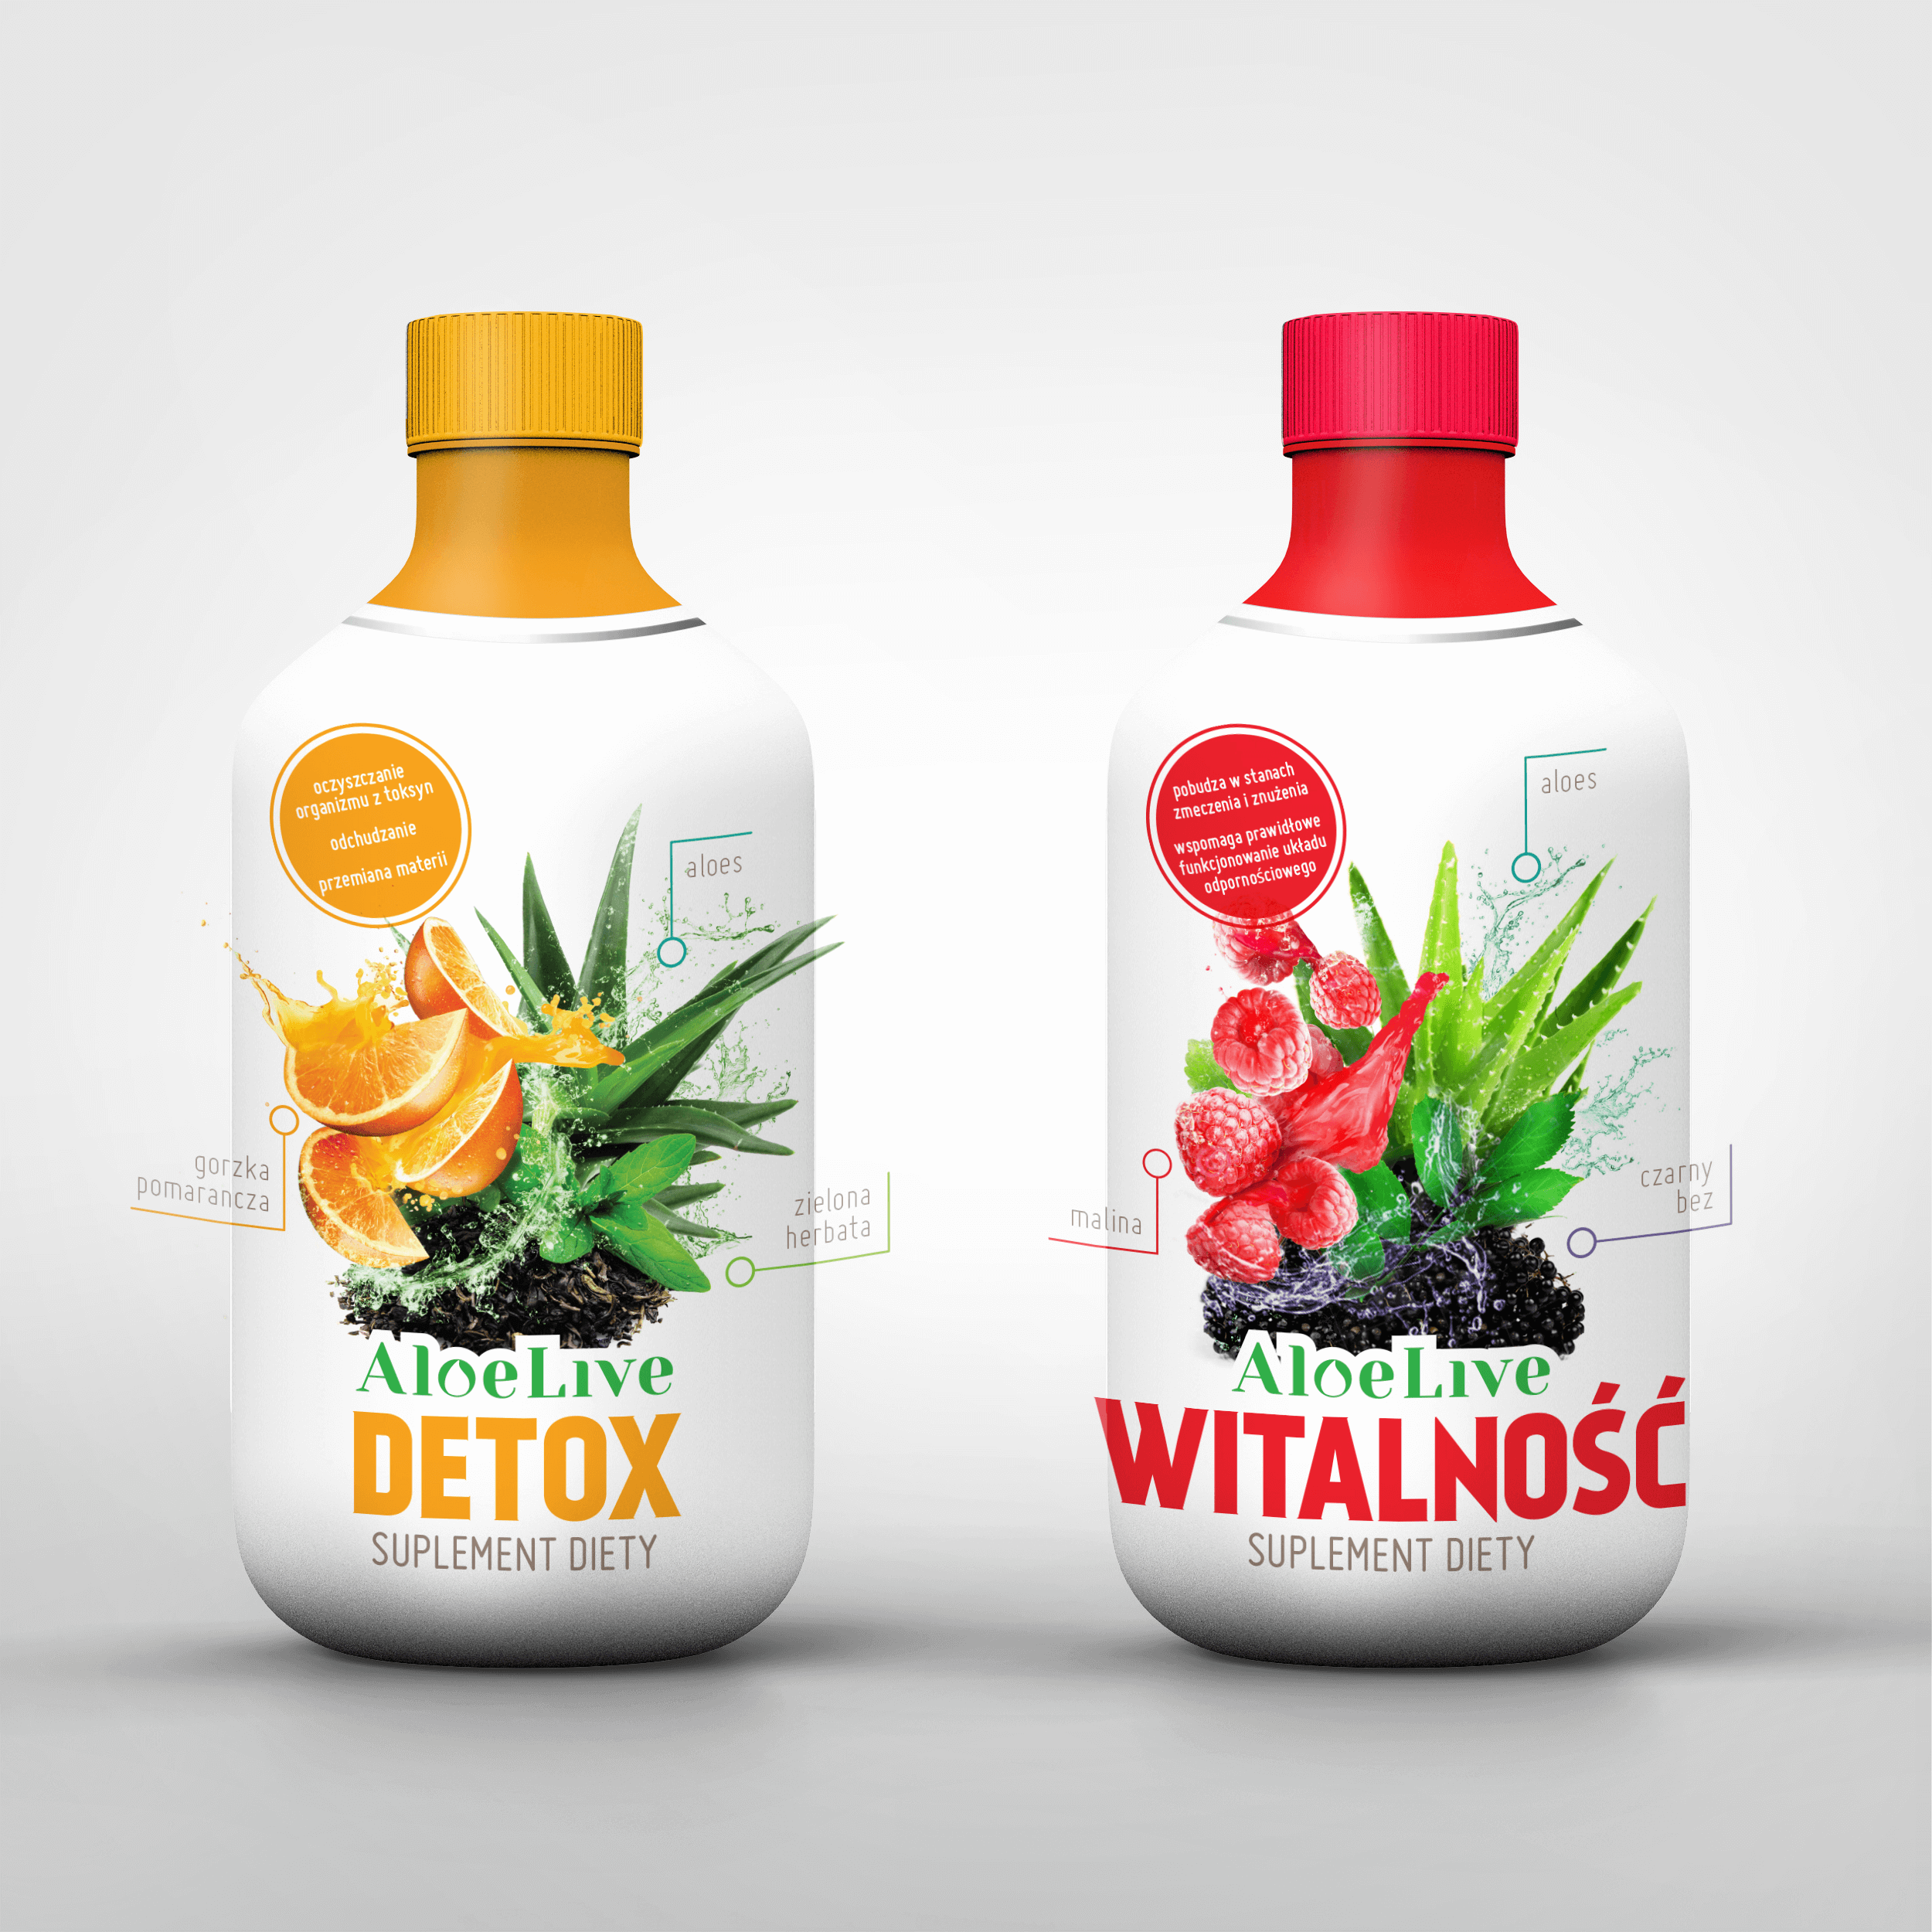 oczyszczanie
organizmu z toksyn
odchudzanie
przemiana materii
aloes
gorzka
pomarancza
zielona
herbata
AloeLive
DETOX
SUPLEMENT DIETY
pobudza w stanach
zmeczenia i znużenia
wspomaga prawidłowe
funkcjonowanie układu
odpornościowego
aloes
malina
czarny
bez
AloeLive
WITALNOŚĆ
SUPLEMENT DIETY